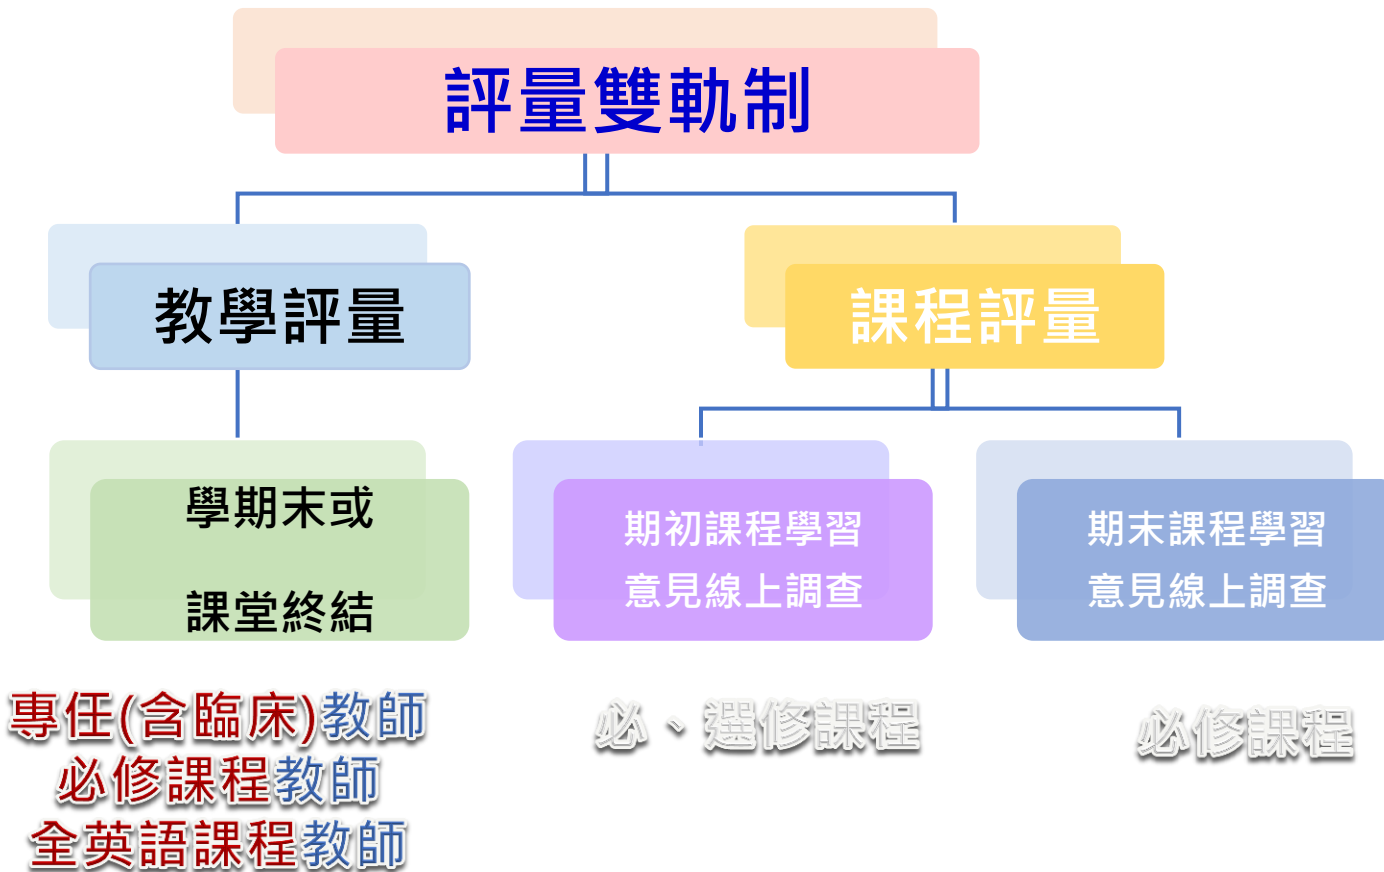 評量雙軌制
教學評量
課程評量
學期末或
課堂終結
期初課程學習
意見線上調查
期末課程學習
意見線上調查
專任(含臨床)教師
必修課程教師
全英語課程教師
必、選修課程
必修課程